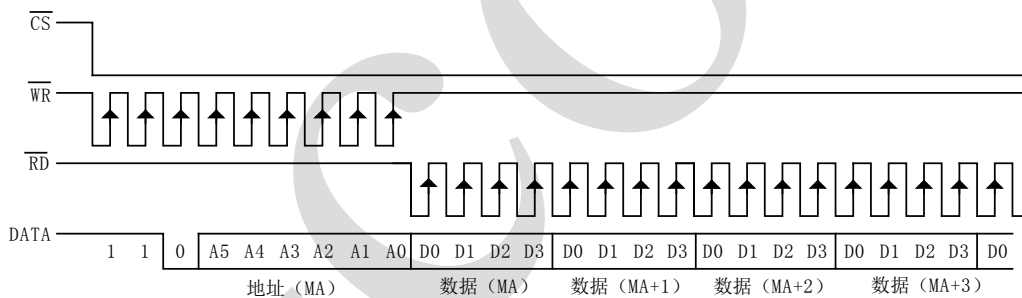 CS
WR
RD
DATA 1 1 0 A5 A4 A3 A2 A1 A0 D0 D1 D2 D3 D0 D1 D2 D3 D0 D1 D2 D3 D0 D1 D2 D3 D0
地址（MA） 数据（MA） 数据（MA+1） 数据（MA+2） 数据（MA+3）